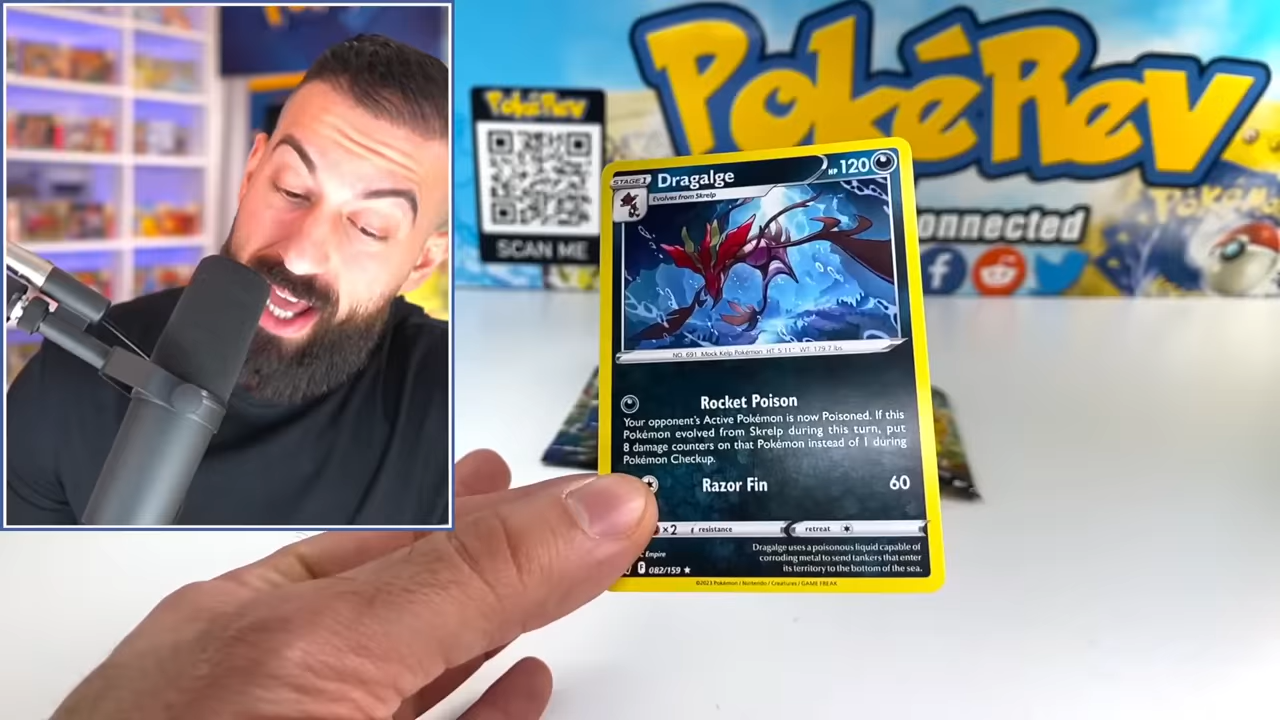 PokéRev
PokéRev
SCAN ME
onnected
STAGE 1
Dragalge
HP 120
Evolves from Skrelp
NO. 691 Mock Kelp Pokémon HT: 5'11" WT: 179.7 lbs.
Rocket Poison
Your opponent's Active Pokémon is now Poisoned. If this
Pokémon evolved from Skrelp during this turn, put
8 damage counters on that Pokémon instead of 1 during
Pokémon Checkup.
Razor Fin 60
×2 resistance retreat
Empire
Dragalge uses a poisonous liquid capable of
corroding metal to send tankers that enter
its territory to the bottom of the sea.
F 082/159 ★
©2023 Pokémon / Nintendo / Creatures / GAME FREAK